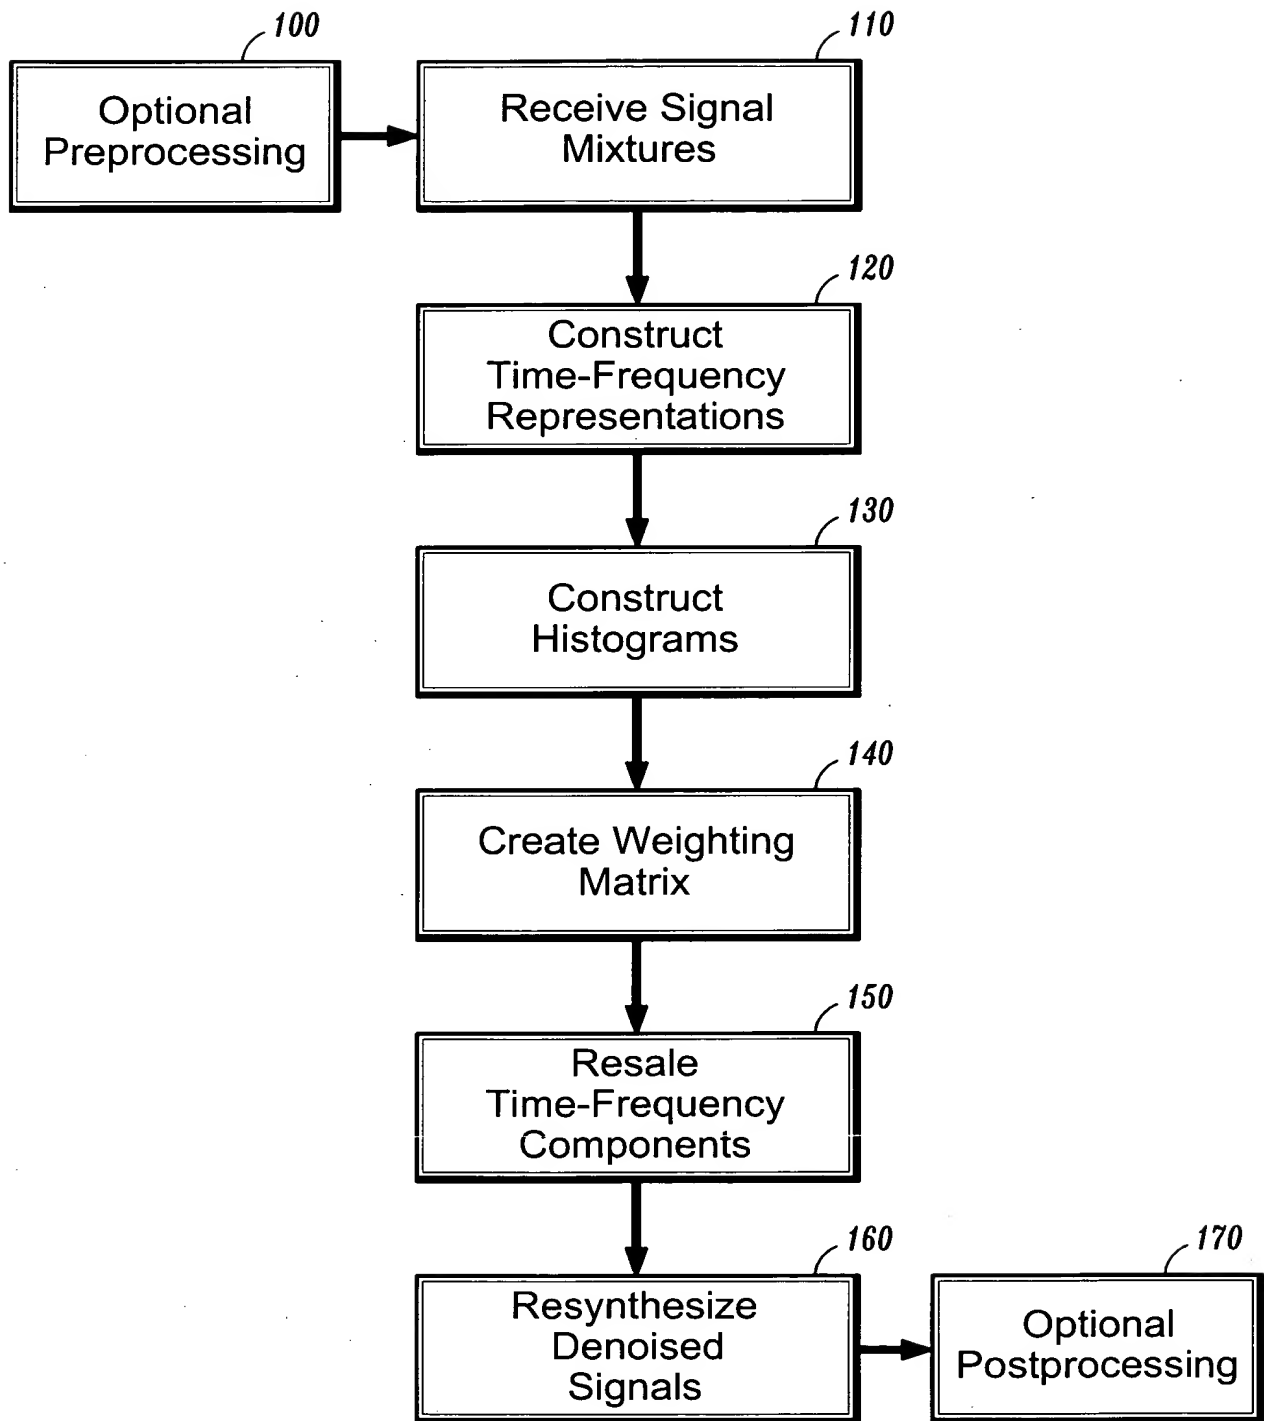 100
Optional
Preprocessing
110
Receive Signal
Mixtures
120
Construct
Time-Frequency
Representations
130
Construct
Histograms
140
Create Weighting
Matrix
150
Resale
Time-Frequency
Components
160
Resynthesize
Denoised
Signals
170
Optional
Postprocessing